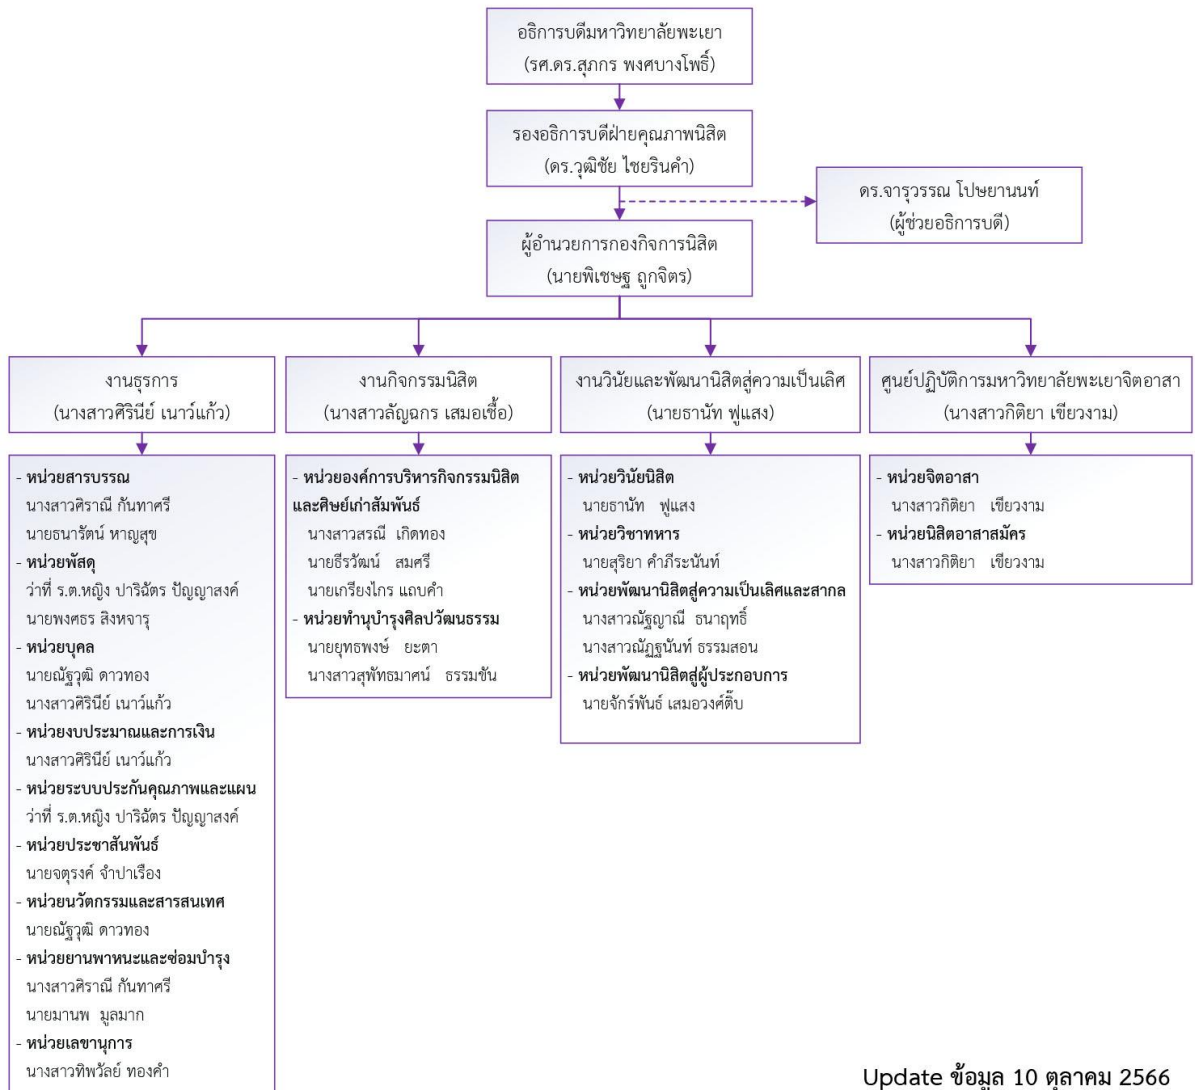 อธิการบดีมหาวิทยาลัยพะเยา
(รศ.ดร.สุภกร พงศบางโพธิ์)
รองอธิการบดีฝ่ายคุณภาพนิสิต
(ดร.วุฒิชัย ไชยรินคำ)
ดร.จารุวรรณ โปษยานนท์
(ผู้ช่วยอธิการบดี)
ผู้อำนวยการกองกิจการนิสิต
(นายพิเชษฐ ถูกจิตร)
งานธุรการ
(นางสาวศิรินีย์ เนาว์แก้ว)
งานกิจกรรมนิสิต
(นางสาวลัญฉกร เสมอเชื้อ)
งานวินัยและพัฒนานิสิตสู่ความเป็นเลิศ
(นายธานัท ฟูแสง)
ศูนย์ปฏิบัติการมหาวิทยาลัยพะเยาจิตอาสา
(นางสาวกิติยา เขียวงาม)
- หน่วยสารบรรณ
นางสาวศิราณี กันทาศรี
นายธนารัตน์ หาญสุข
- หน่วยพัสดุ
ว่าที่ ร.ต.หญิง ปาริฉัตร ปัญญาสงค์
นายพงศธร สิงหจารุ
- หน่วยบุคล
นายณัฐวุฒิ ดาวทอง
นางสาวศิรินีย์ เนาว์แก้ว
- หน่วยงบประมาณและการเงิน
นางสาวศิรินีย์ เนาว์แก้ว
- หน่วยระบบประกันคุณภาพและแผน
ว่าที่ ร.ต.หญิง ปาริฉัตร ปัญญาสงค์
- หน่วยประชาสัมพันธ์
นายจตุรงค์ จำปาเรือง
- หน่วยนวัตกรรมและสารสนเทศ
นายณัฐวุฒิ ดาวทอง
- หน่วยยานพาหนะและซ่อมบำรุง
นางสาวศิราณี กันทาศรี
นายมานพ มูลมาก
- หน่วยเลขานุการ
นางสาวทิพวัลย์ ทองคำ
- หน่วยองค์การบริหารกิจกรรมนิสิต
และศิษย์เก่าสัมพันธ์
นางสาวสรณี เกิดทอง
นายธีรวัฒน์ สมศรี
นายเกรียงไกร แถบคำ
- หน่วยทำนุบำรุงศิลปวัฒนธรรม
นายยุทธพงษ์ ยะตา
นางสาวสุพัทธมาศน์ ธรรมขัน
- หน่วยวินัยนิสิต
นายธานัท ฟูแสง
- หน่วยวิชาทหาร
นายสุริยา คำภีระนันท์
- หน่วยพัฒนานิสิตสู่ความเป็นเลิศและสากล
นางสาวณัฐญาณี ธนาฤทธิ์
นางสาวณัฏฐนันท์ ธรรมสอน
- หน่วยพัฒนานิสิตสู่ผู้ประกอบการ
นายจักร์พันธ์ เสมอวงศ์ติ๊บ
- หน่วยจิตอาสา
นางสาวกิติยา เขียวงาม
- หน่วยนิสิตอาสาสมัคร
นางสาวกิติยา เขียวงาม
Update ข้อมูล 10 ตุลาคม 2566